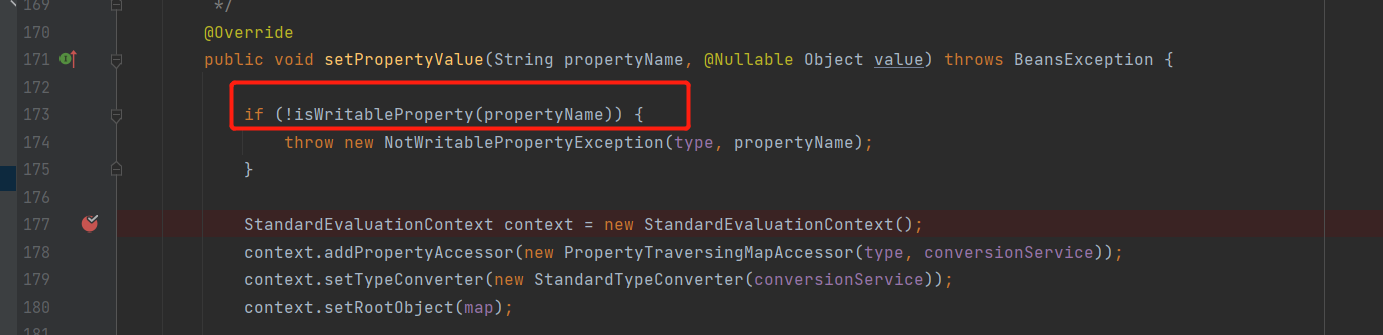 169 */
170 @Override
171 public void setPropertyValue(String propertyName, @Nullable Object value) throws BeansException {
172
173 if (!isWritableProperty(propertyName)) {
174 throw new NotWritablePropertyException(type, propertyName);
175 }
176
177 StandardEvaluationContext context = new StandardEvaluationContext();
178 context.addPropertyAccessor(new PropertyTraversingMapAccessor(type, conversionService));
179 context.setTypeConverter(new StandardTypeConverter(conversionService));
180 context.setRootObject(map);
181